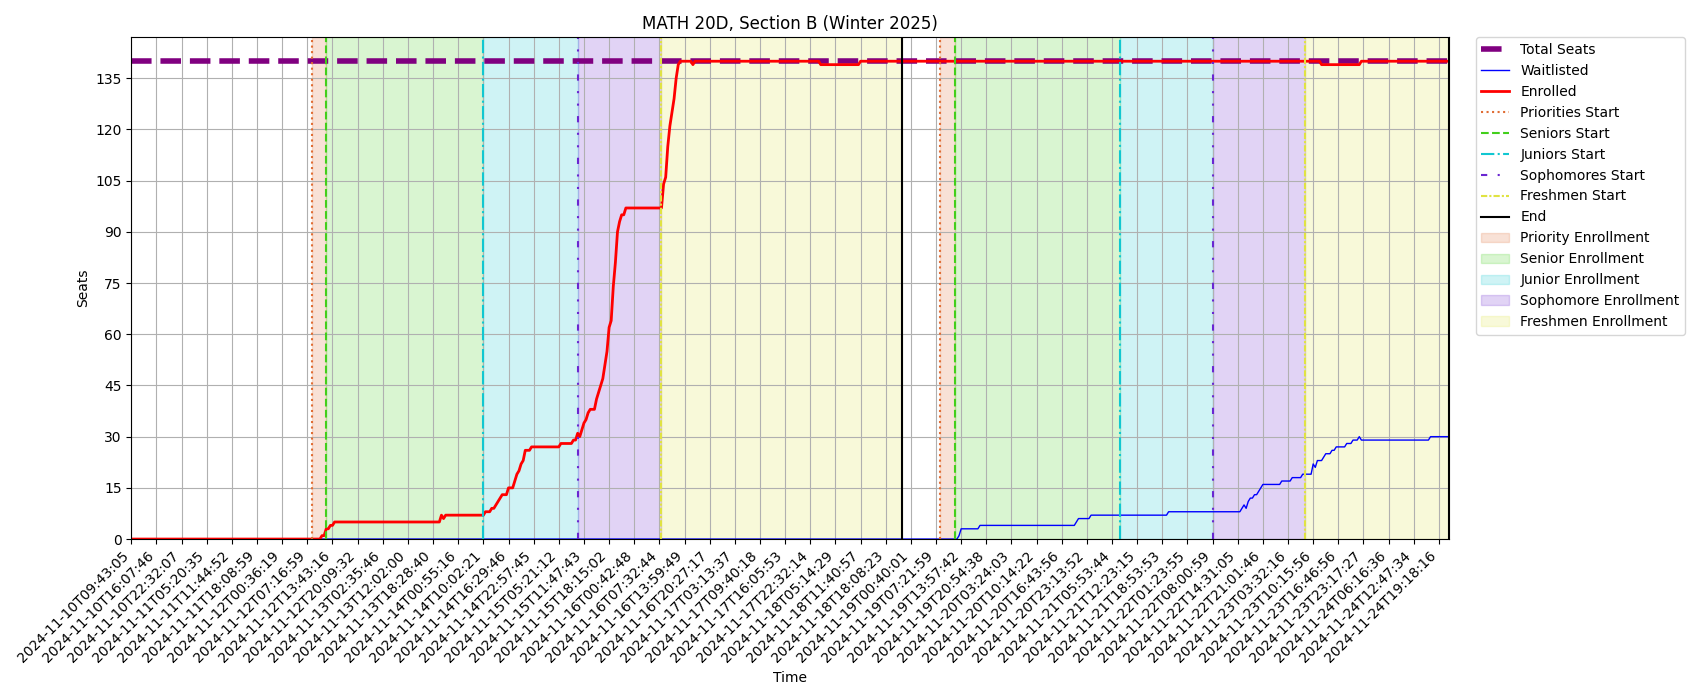 MATH 20D, Section B (Winter 2025)
Total Seats
Waitlisted
Enrolled
Priorities Start
Seniors Start
Juniors Start
Sophomores Start
Freshmen Start
End
Priority Enrollment
Senior Enrollment
Junior Enrollment
Sophomore Enrollment
Freshmen Enrollment
Seats
135
120
105
90
75
60
45
30
15
0
2024-11-10T09:43:05
2024-11-10T16:07:46
2024-11-10T22:32:07
2024-11-11T05:20:35
2024-11-11T11:44:52
2024-11-11T18:08:59
2024-11-12T00:36:19
2024-11-12T07:16:59
2024-11-12T13:43:16
2024-11-12T20:09:32
2024-11-13T02:35:46
2024-11-13T12:02:00
2024-11-13T18:28:40
2024-11-14T00:55:16
2024-11-14T10:02:21
2024-11-14T16:29:46
2024-11-14T22:57:45
2024-11-15T05:21:12
2024-11-15T11:47:43
2024-11-15T18:15:02
2024-11-16T00:42:48
2024-11-16T07:32:44
2024-11-16T13:59:49
2024-11-16T20:27:17
2024-11-17T03:13:37
2024-11-17T09:40:18
2024-11-17T16:05:53
2024-11-17T22:32:14
2024-11-18T05:14:29
2024-11-18T11:40:57
2024-11-18T18:08:23
2024-11-19T00:40:01
2024-11-19T07:21:59
2024-11-19T13:57:42
2024-11-19T20:54:38
2024-11-20T03:24:03
2024-11-20T10:14:22
2024-11-20T16:43:56
2024-11-20T23:13:52
2024-11-21T05:53:44
2024-11-21T12:23:15
2024-11-21T18:53:53
2024-11-22T01:23:55
2024-11-22T08:00:59
2024-11-22T14:31:05
2024-11-22T21:01:46
2024-11-23T03:32:16
2024-11-23T10:15:56
2024-11-23T16:46:56
2024-11-23T23:17:27
2024-11-24T06:16:36
2024-11-24T12:47:34
2024-11-24T19:18:16
Time